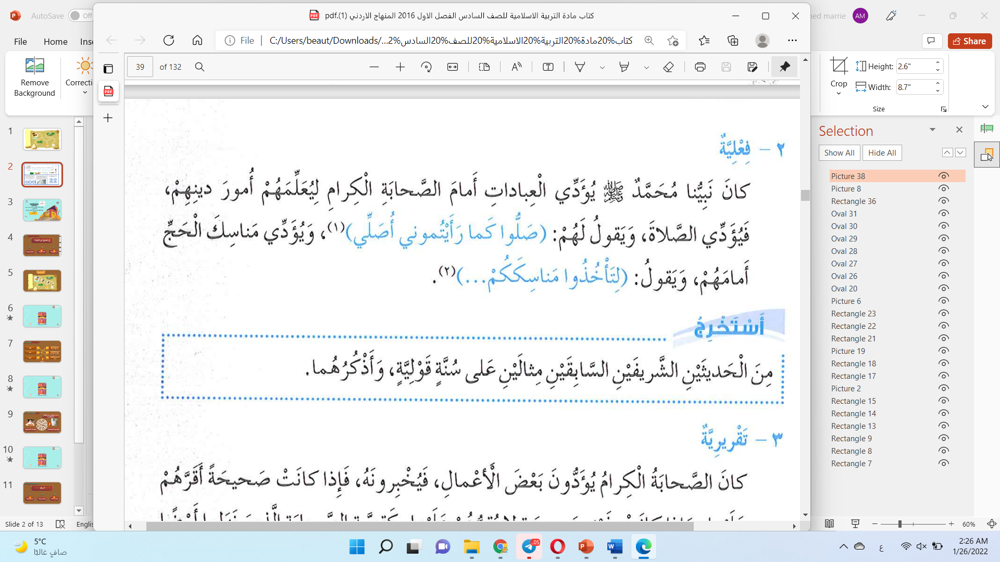 AutoSave
Off
كتاب مادة التربية الاسلامية للصف السادس الفصل الاول 2016 المنهاج الاردني (1).pdf
ned marrie
AM
File
Home
Inse
File
C:/Users/beaut/Downloads/كتاب%20مادة%20التربية%20الاسلامية%20للصف%20السادس%2...
Share
39
of 132
Remove
Background
Correcti
Crop
Height:
2.6"
Width:
8.7"
Size
Selection
Show All
Hide All
Picture 38
Picture 8
Rectangle 36
Oval 31
Oval 30
Oval 29
Oval 28
Oval 27
Oval 26
Oval 20
Picture 6
Rectangle 23
Rectangle 22
Rectangle 21
Picture 19
Rectangle 18
Rectangle 17
Picture 2
Rectangle 15
Rectangle 14
Rectangle 13
Rectangle 9
Rectangle 8
Rectangle 7
1
2
3
4
5
6
7
8
9
10
11
٢ – فِعْلِيَّةٌ
كانَ نَبِيُّنا مُحَمَّدٌ ﷺ يُؤَدِّي الْعِباداتِ أَمامَ الصَّحابَةِ الْكِرامِ لِيُعَلِّمَهُمْ أُمورَ دينِهِمْ،
فَيُؤَدِّي الصَّلاةَ، وَيَقولُ لَهُمْ: (صَلُّوا كَما رَأَيْتُموني أُصَلِّي)(١)، وَيُؤَدِّي مَناسِكَ الْحَجِّ
أَمامَهُمْ، وَيَقولُ: (لِتَأْخُذُوا مَناسِكَكُمْ...)(٢).
أَسْتَخْرِجُ
مِنَ الْحَديثَيْنِ الشَّريفَيْنِ السَّابِقَيْنِ مِثالَيْنِ عَلى سُنَّةٍ قَوْلِيَّةٍ، وَأَذْكُرُهُما.
٣ – تَقْريرِيَّةٌ
كانَ الصَّحابَةُ الْكِرامُ يُؤَدُّونَ بَعْضَ الْأَعْمالِ، فَيُخْبِرونَهُ، فَإِذا كانَتْ صَحيحَةً أَقَرَّهُمْ
Slide 2 of 13
Englis
60%
5°C
صافٍ غالبًا
.05
ع
2:26 AM
1/26/2022